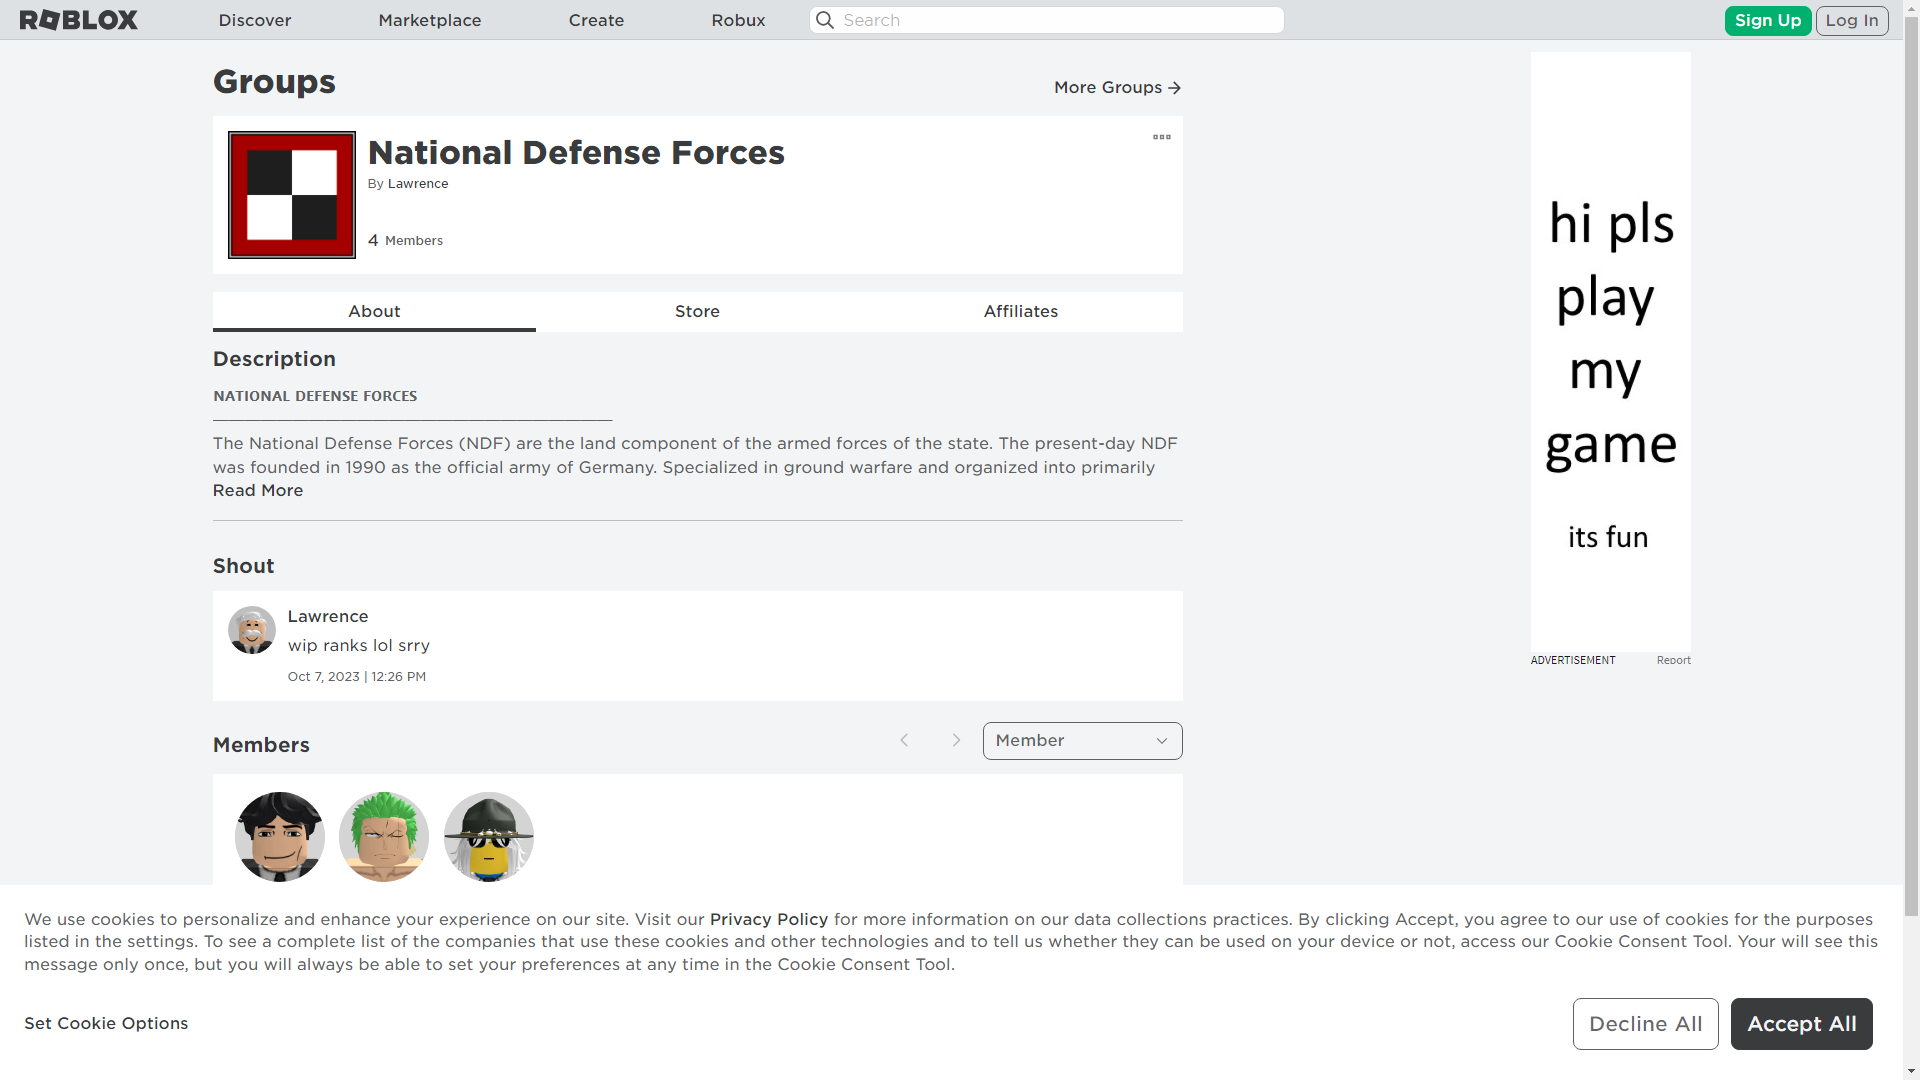 ROBLOX
Discover
Marketplace
Create
Robux
Search
Sign Up
Log In
Groups
More Groups
National Defense Forces
By Lawrence
4 Members
About
Store
Affiliates
Description
NATIONAL DEFENSE FORCES
The National Defense Forces (NDF) are the land component of the armed forces of the state. The present-day NDF
was founded in 1990 as the official army of Germany. Specialized in ground warfare and organized into primarily
Read More
Shout
Lawrence
wip ranks lol srry
Oct 7, 2023 | 12:26 PM
Members
Member
hi pls
play
my
game
its fun
ADVERTISEMENT
Report
We use cookies to personalize and enhance your experience on our site. Visit our Privacy Policy for more information on our data collections practices. By clicking Accept, you agree to our use of cookies for the purposes
listed in the settings. To see a complete list of the companies that use these cookies and other technologies and to tell us whether they can be used on your device or not, access our Cookie Consent Tool. Your will see this
message only once, but you will always be able to set your preferences at any time in the Cookie Consent Tool.
Set Cookie Options
Decline All
Accept All